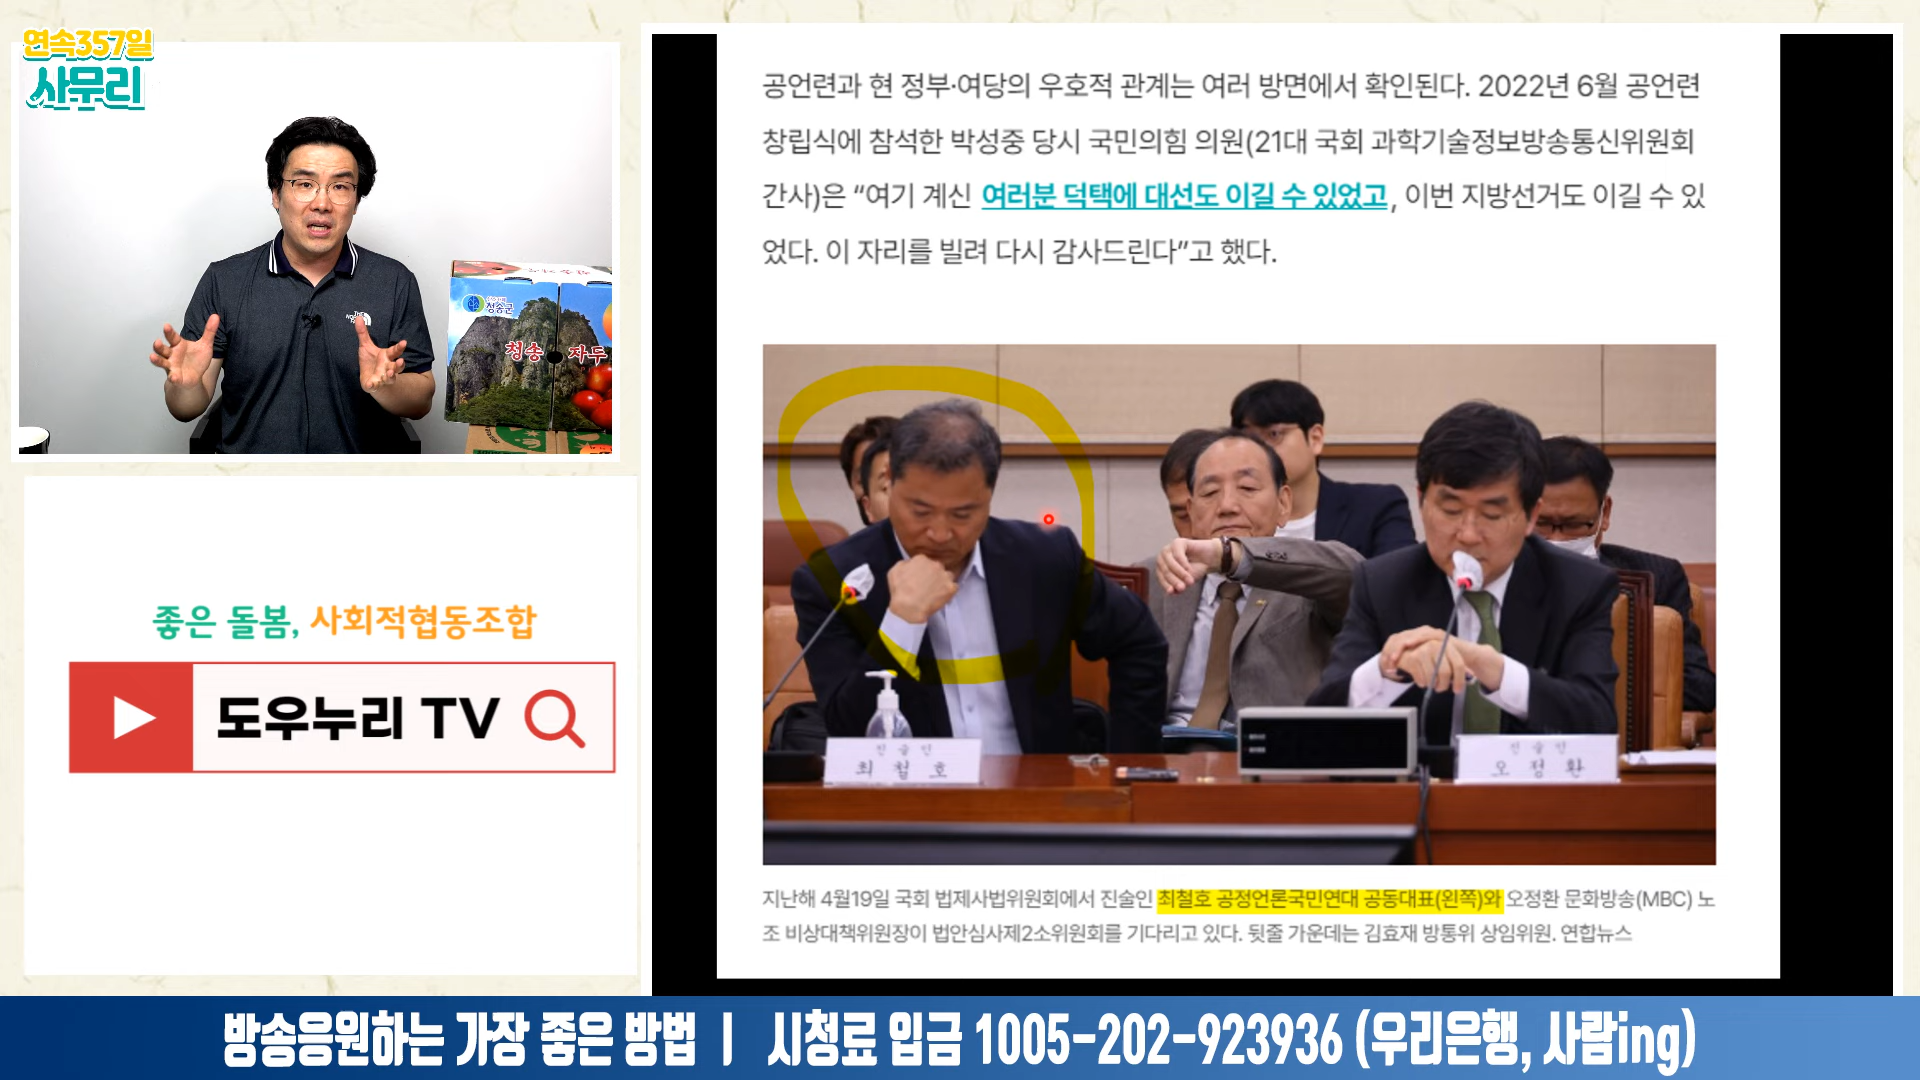 연속357일
사무리
THE NORTH
청송군
청송 자두
좋은 돌봄, 사회적협동조합
도우누리 TV
공언련과 현 정부·여당의 우호적 관계는 여러 방면에서 확인된다. 2022년 6월 공언련
창립식에 참석한 박성중 당시 국민의힘 의원(21대 국회 과학기술정보방송통신위원회
간사)은 “여기 계신 여러분 덕택에 대선도 이길 수 있었고, 이번 지방선거도 이길 수 있
었다. 이 자리를 빌려 다시 감사드린다”고 했다.
진술인
최철호
진술인
오정환
지난해 4월19일 국회 법제사법위원회에서 진술인 최철호 공정언론국민연대 공동대표(왼쪽)와 오정환 문화방송(MBC) 노
조 비상대책위원장이 법안심사제2소위원회를 기다리고 있다. 뒷줄 가운데는 김효재 방통위 상임위원. 연합뉴스
방송응원하는 가장 좋은 방법 ㅣ 시청료 입금 1005-202-923936 (우리은행, 사람ing)